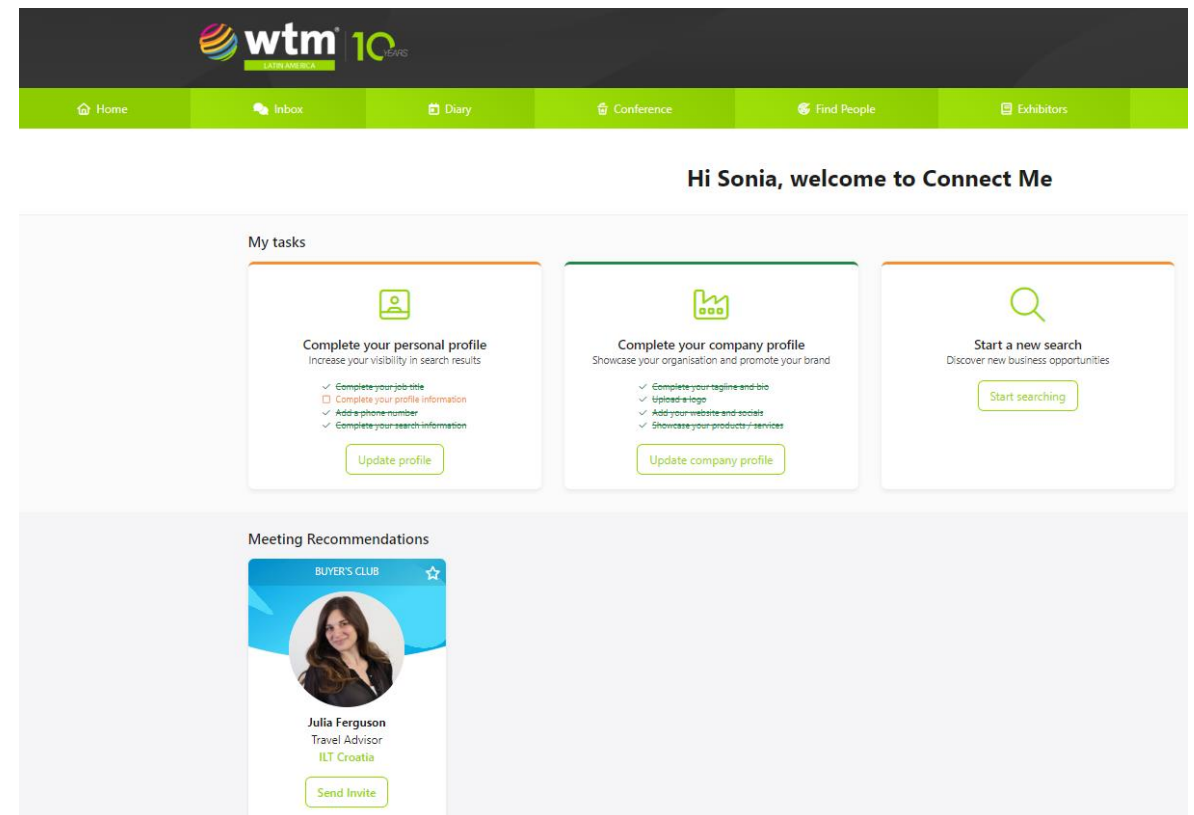 wtm
LATIN AMERICA
10 YEARS
Home
Inbox
Diary
Conference
Find People
Exhibitors
Hi Sonia, welcome to Connect Me
My tasks
Complete your personal profile
Increase your visibility in search results
Complete your job title
Complete your profile information
Add a phone number
Complete your search information
Update profile
Complete your company profile
Showcase your organisation and promote your brand
Complete your tagline and bio
Upload a logo
Add your website and socials
Showcase your products / services
Update company profile
Start a new search
Discover new business opportunities
Start searching
Meeting Recommendations
BUYER'S CLUB
Julia Ferguson
Travel Advisor
ILT Croatia
Send Invite